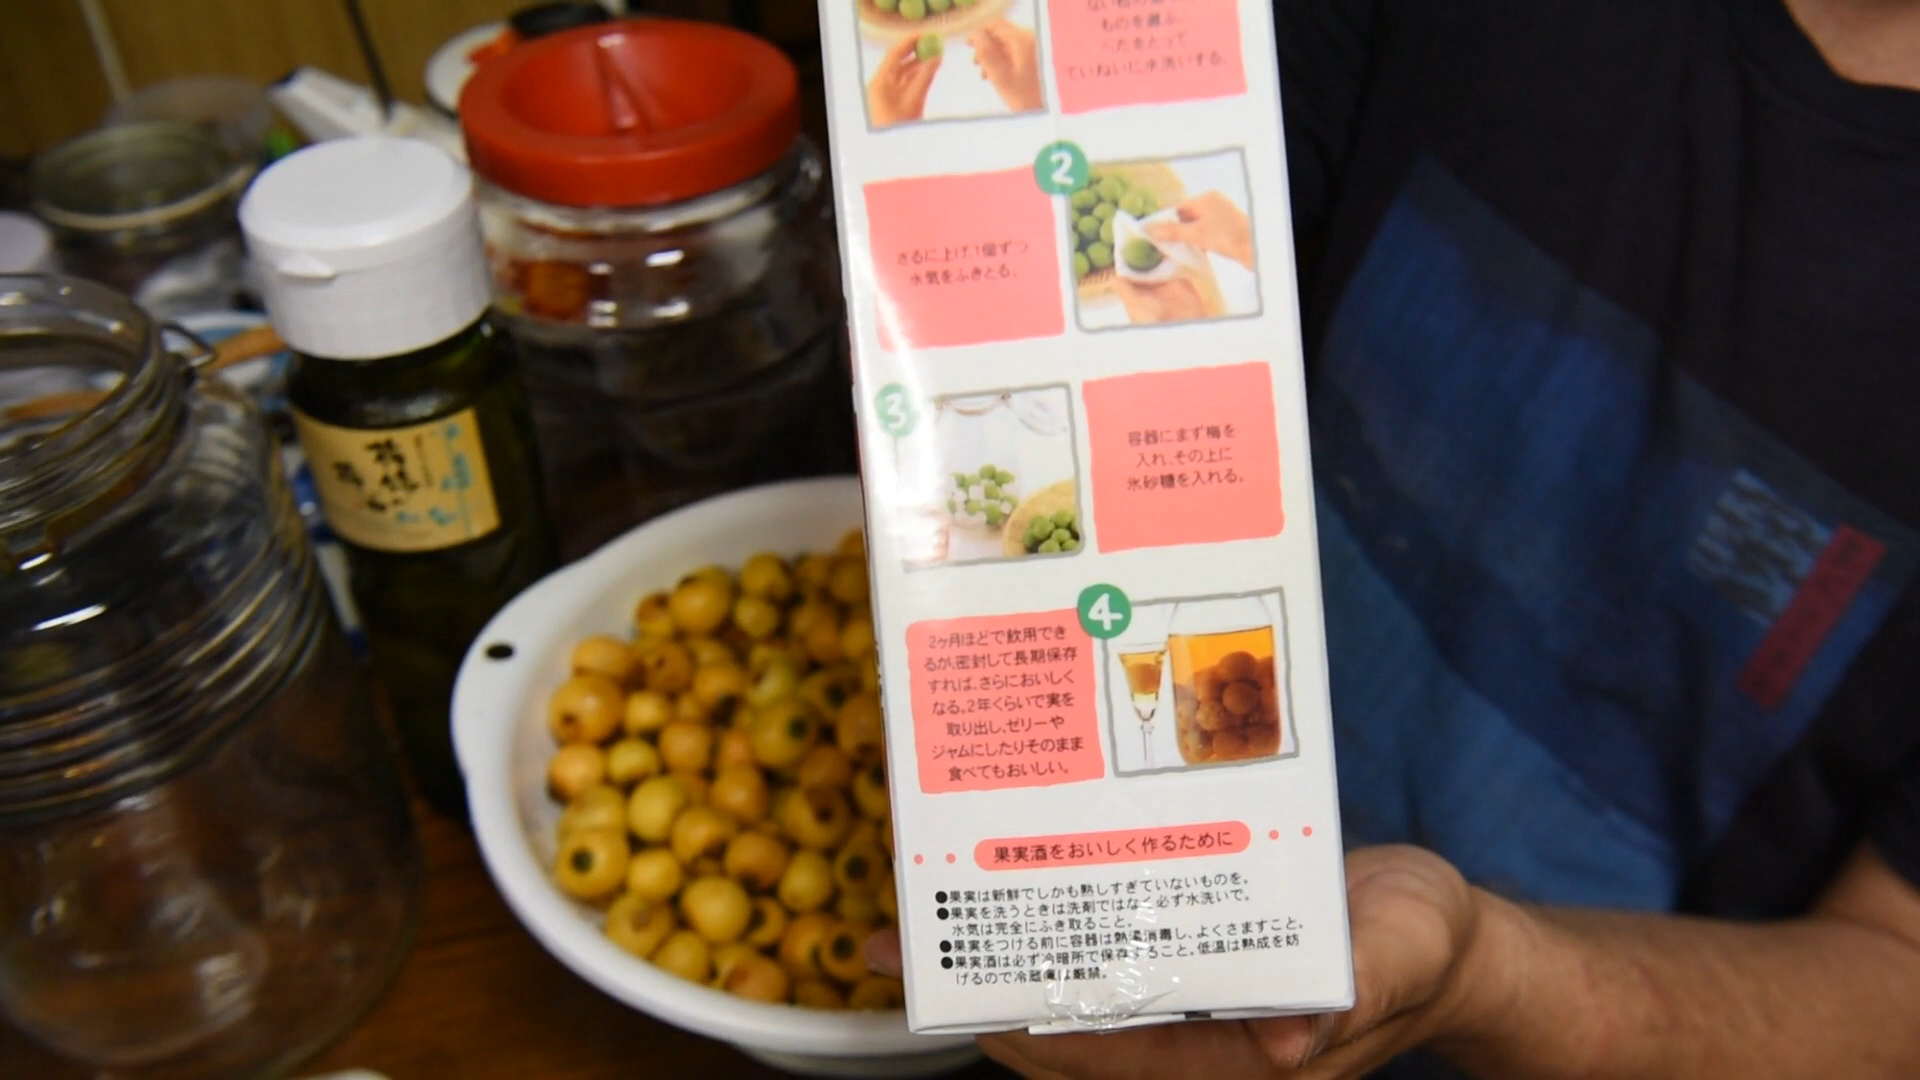 ものを選ぶ。
へたをとって
ていねいに水洗いする。
2
ざるに上げ、1個ずつ
水気をふきとる。
3
容器にまず梅を
入れ、その上に
氷砂糖を入れる。
4
2ヶ月ほどで飲用でき
るが、密封して長期保存
すれば、さらにおいしく
なる。2年くらいで実を
取り出し、ゼリーや
ジャムにしたりそのまま
食べてもおいしい。
果実酒をおいしく作るために
●果実は新鮮でしかも熟しすぎていないものを。
●果実を洗うときは洗剤ではなく必ず水洗いで。
水気は完全にふき取ること。
●果実をつける前に容器は熱湯消毒し、よくさますこと。
●果実酒は必ず冷暗所で保存すること。低温は熟成を妨
げるので冷蔵庫は厳禁。